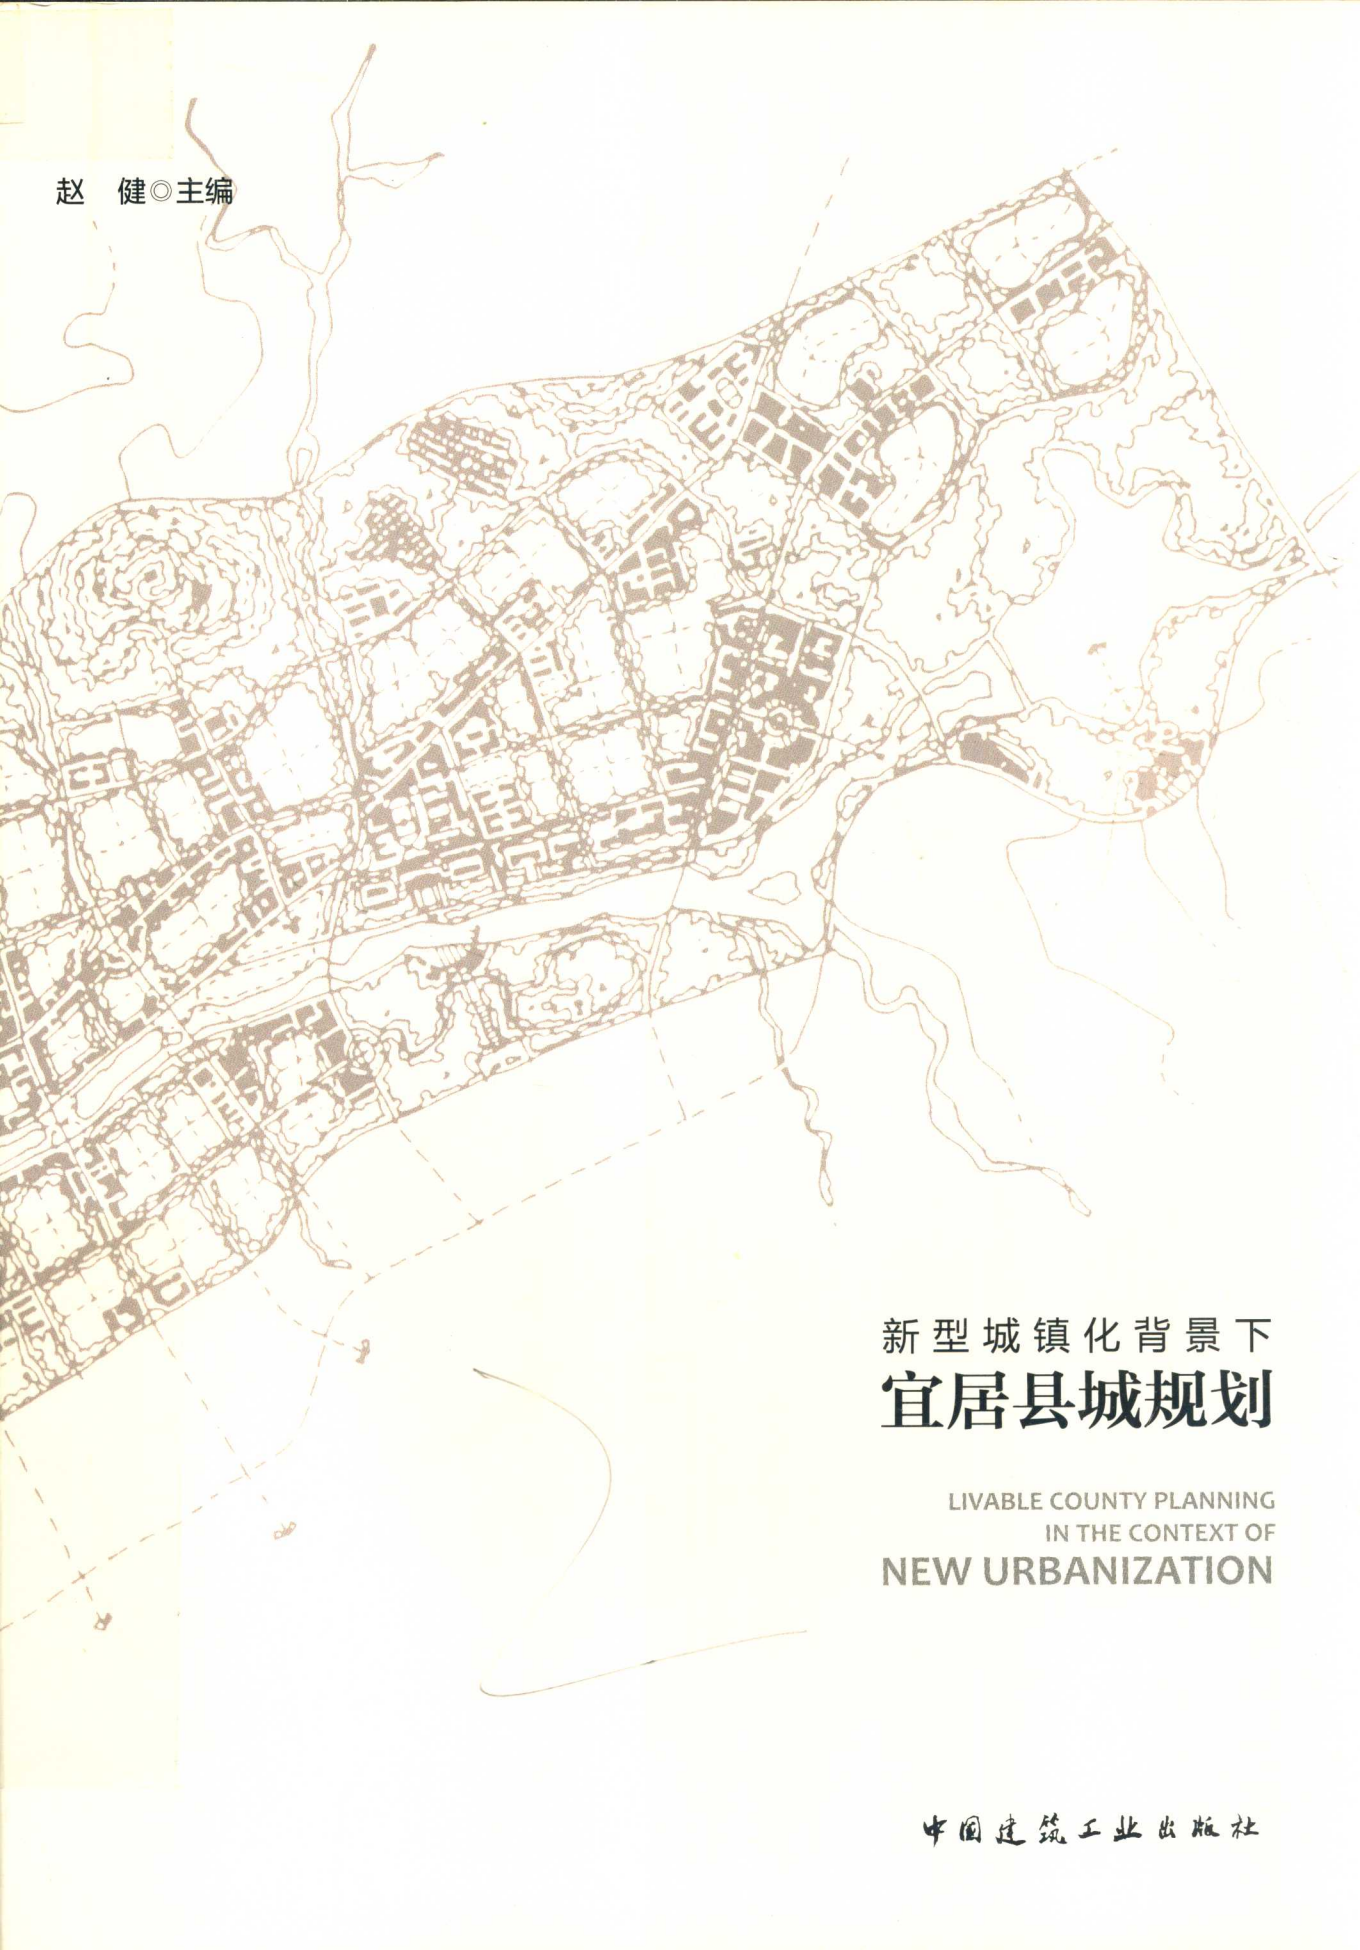 赵 健◎主编
新型城镇化背景下
宜居县城规划
LIVABLE COUNTY PLANNING
IN THE CONTEXT OF
NEW URBANIZATION
中国建筑工业出版社